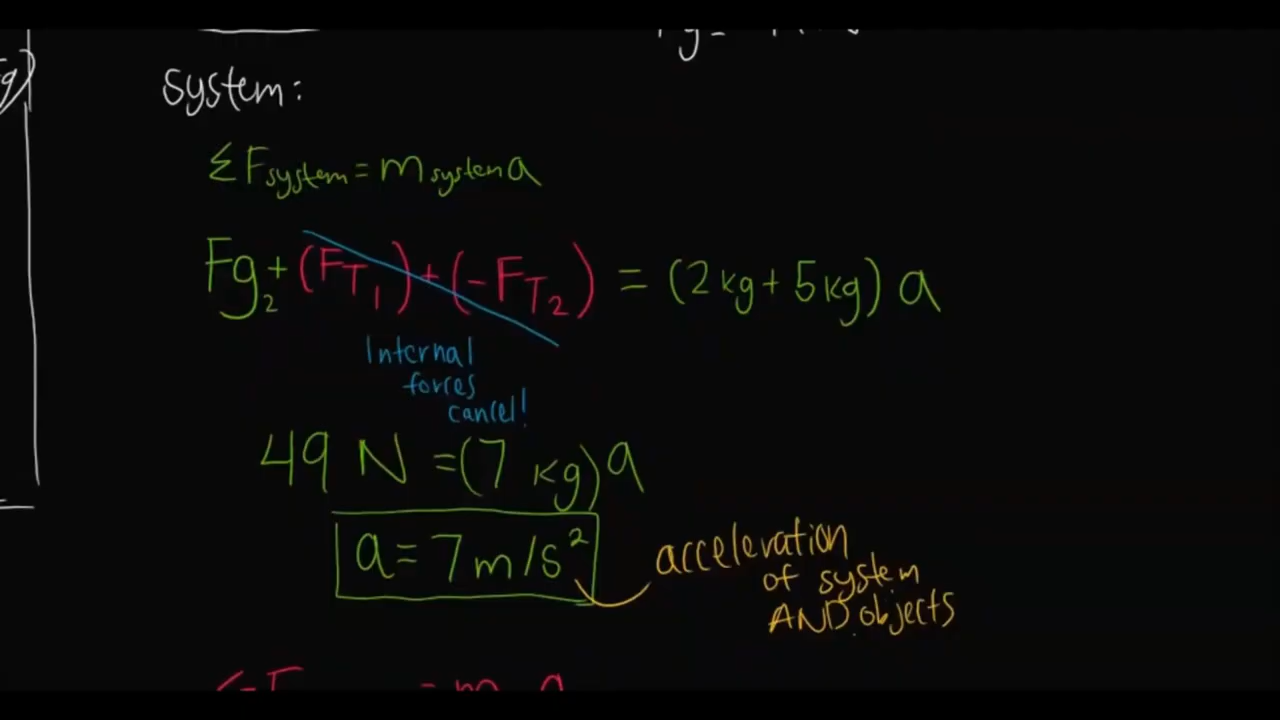 System:
ΣFsystem = msystem a
Fg2 + (FT1) + (-FT2) = (2kg + 5kg) a
Internal
forces
cancel!
49 N = (7 kg) a
a = 7 m/s²
acceleration
of system
AND objects